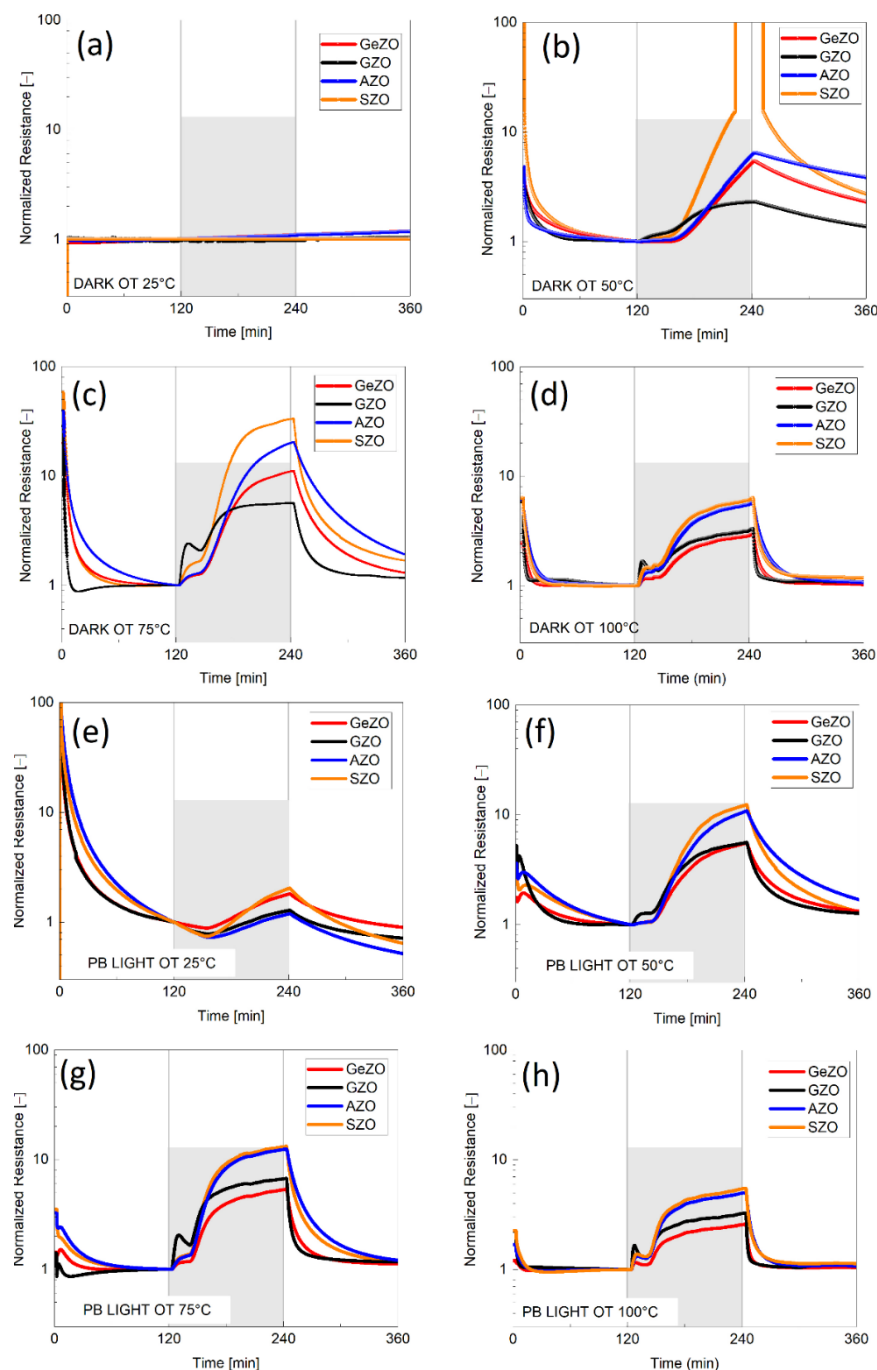 (a)
GeZO
GZO
AZO
SZO
Normalized Resistance [–]
100
10
1
DARK OT 25°C
0 120 240 360
Time [min]
(b)
GeZO
GZO
AZO
SZO
Normalized Resistance [–]
100
10
1
DARK OT 50°C
0 120 240 360
Time [min]
(c)
GeZO
GZO
AZO
SZO
Normalized Resistance [–]
100
10
1
DARK OT 75°C
0 120 240 360
Time [min]
(d)
GeZO
GZO
AZO
SZO
Normalized Resistance [–]
100
10
1
DARK OT 100°C
0 120 240 360
Time (min)
(e)
GeZO
GZO
AZO
SZO
Normalized Resistance [–]
100
10
1
PB LIGHT OT 25°C
0 120 240 360
Time [min]
(f)
GeZO
GZO
AZO
SZO
Normalized Resistance [–]
100
10
1
PB LIGHT OT 50°C
0 120 240 360
Time [min]
(g)
GeZO
GZO
AZO
SZO
Normalized Resistance [–]
100
10
1
PB LIGHT OT 75°C
0 120 240 360
Time [min]
(h)
GeZO
GZO
AZO
SZO
Normalized Resistance [–]
100
10
1
PB LIGHT OT 100°C
0 120 240 360
Time (min)